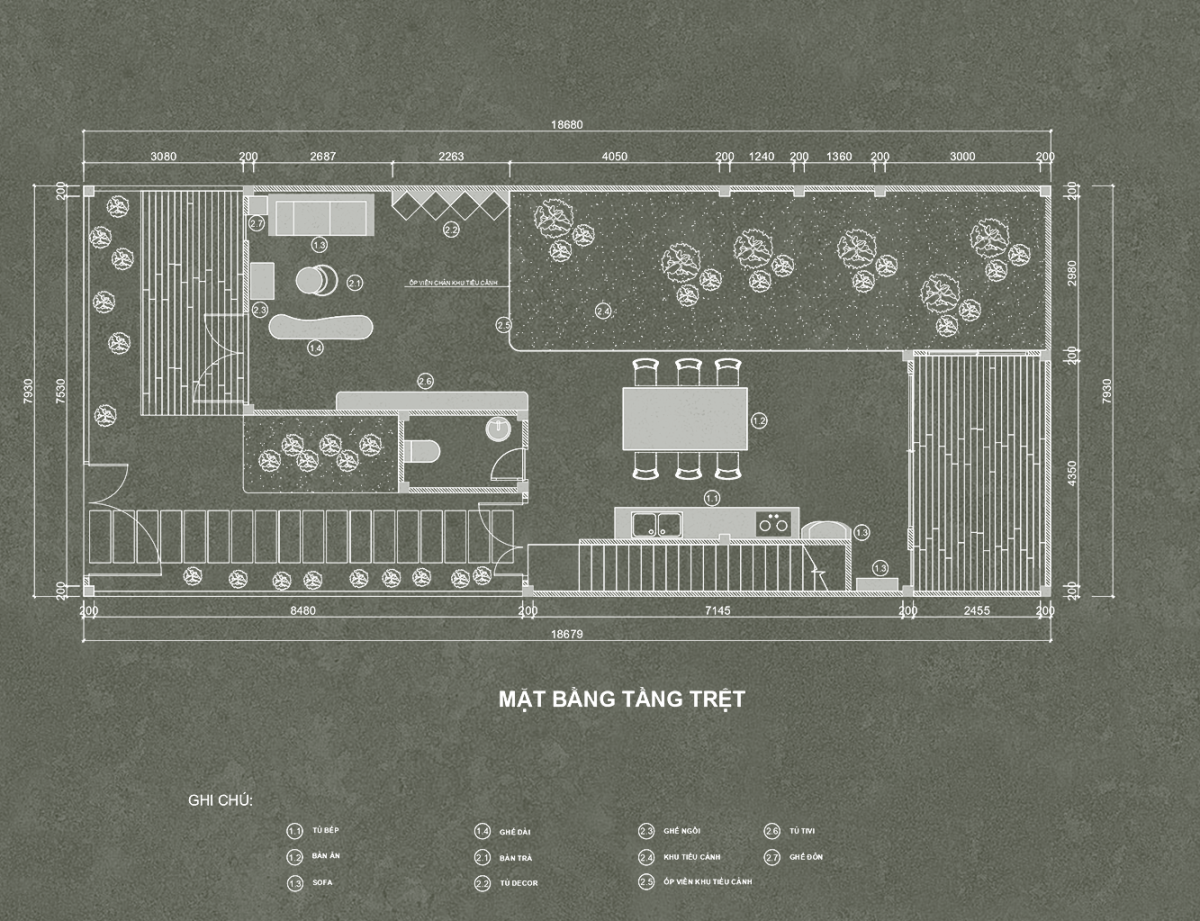 18680
3080 200 2687 2263 4050 200 1240 200 1360 200 3000 200
200
200
2.7
1.3
2.2
2.1
ỐP VIỀN CHẮN KHU TIỂU CẢNH
2980
2.3
2.4
2.5
1.4
200
2.6
7930
7530
7930
1.2
4350
1.1
1.3
1.3
200
200
200 8480 200 7145 200 2455 200
18679
MẶT BẰNG TẦNG TRỆT
GHI CHÚ:
1.1 TỦ BẾP
1.4 GHẾ DÀI
2.3 GHẾ NGỒI
2.6 TỦ TIVI
1.2 BÀN ĂN
2.1 BÀN TRÀ
2.4 KHU TIỂU CẢNH
2.7 GHẾ ĐÔN
1.3 SOFA
2.2 TỦ DECOR
2.5 ỐP VIỀN KHU TIỂU CẢNH